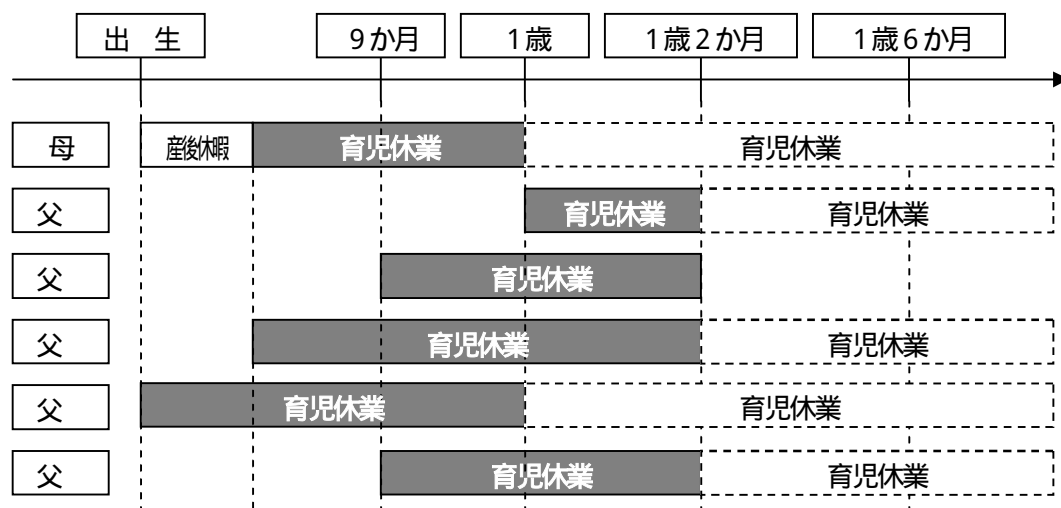 出 生 9か月 1歳 1歳2か月 1歳6か月
母 産後休暇 育児休業 育児休業
父 育児休業 育児休業
父 育児休業
父 育児休業 育児休業
父 育児休業 育児休業
父 育児休業 育児休業